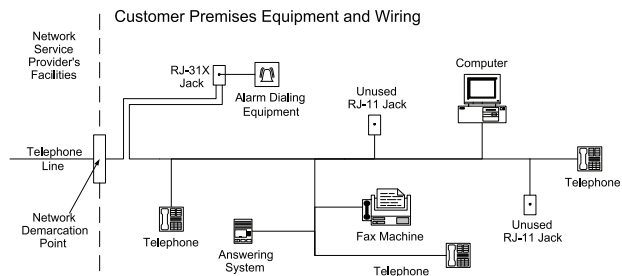 Customer Premises Equipment and Wiring
Network
Service
Provider's
Facilities
RJ-31X
Jack
Alarm Dialing
Equipment
Unused
RJ-11 Jack
Computer
Telephone
Line
Network
Demarcation
Point
Telephone
Answering
System
Fax Machine
Telephone
Unused
RJ-11 Jack
Telephone